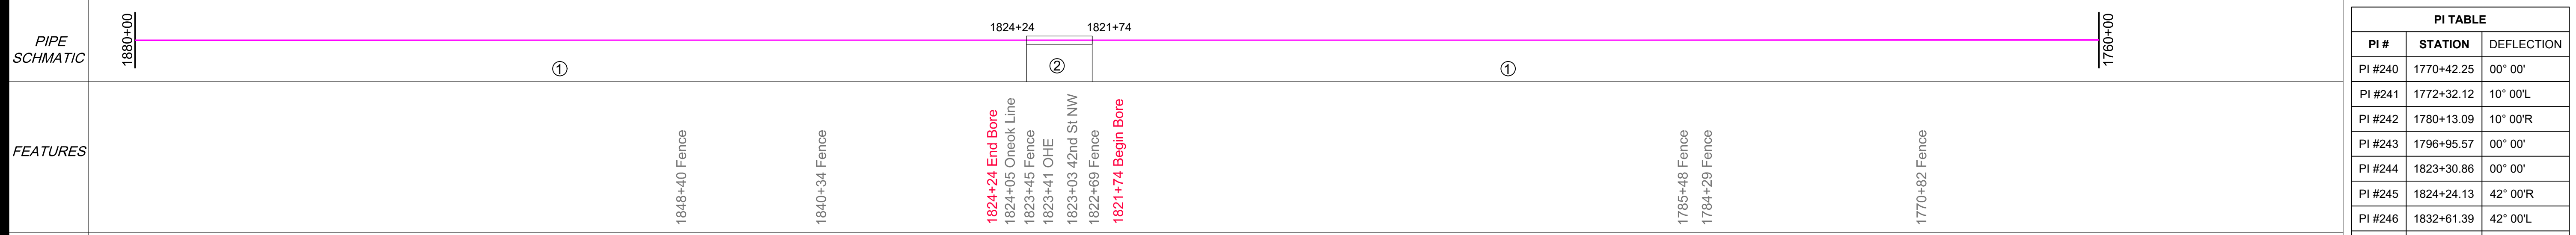 PIPE
SCHMATIC
1880+00
1824+24
1821+74
1760+00
①
②
①
FEATURES
1848+40 Fence
1840+34 Fence
1824+24 End Bore
1824+05 Oneok Line
1823+45 Fence
1823+41 OHE
1823+03 42nd St NW
1822+69 Fence
1821+74 Begin Bore
1785+48 Fence
1784+29 Fence
1770+82 Fence
PI TABLE
PI # STATION DEFLECTION
PI #240 1770+42.25 00° 00'
PI #241 1772+32.12 10° 00'L
PI #242 1780+13.09 10° 00'R
PI #243 1796+95.57 00° 00'
PI #244 1823+30.86 00° 00'
PI #245 1824+24.13 42° 00'R
PI #246 1832+61.39 42° 00'L